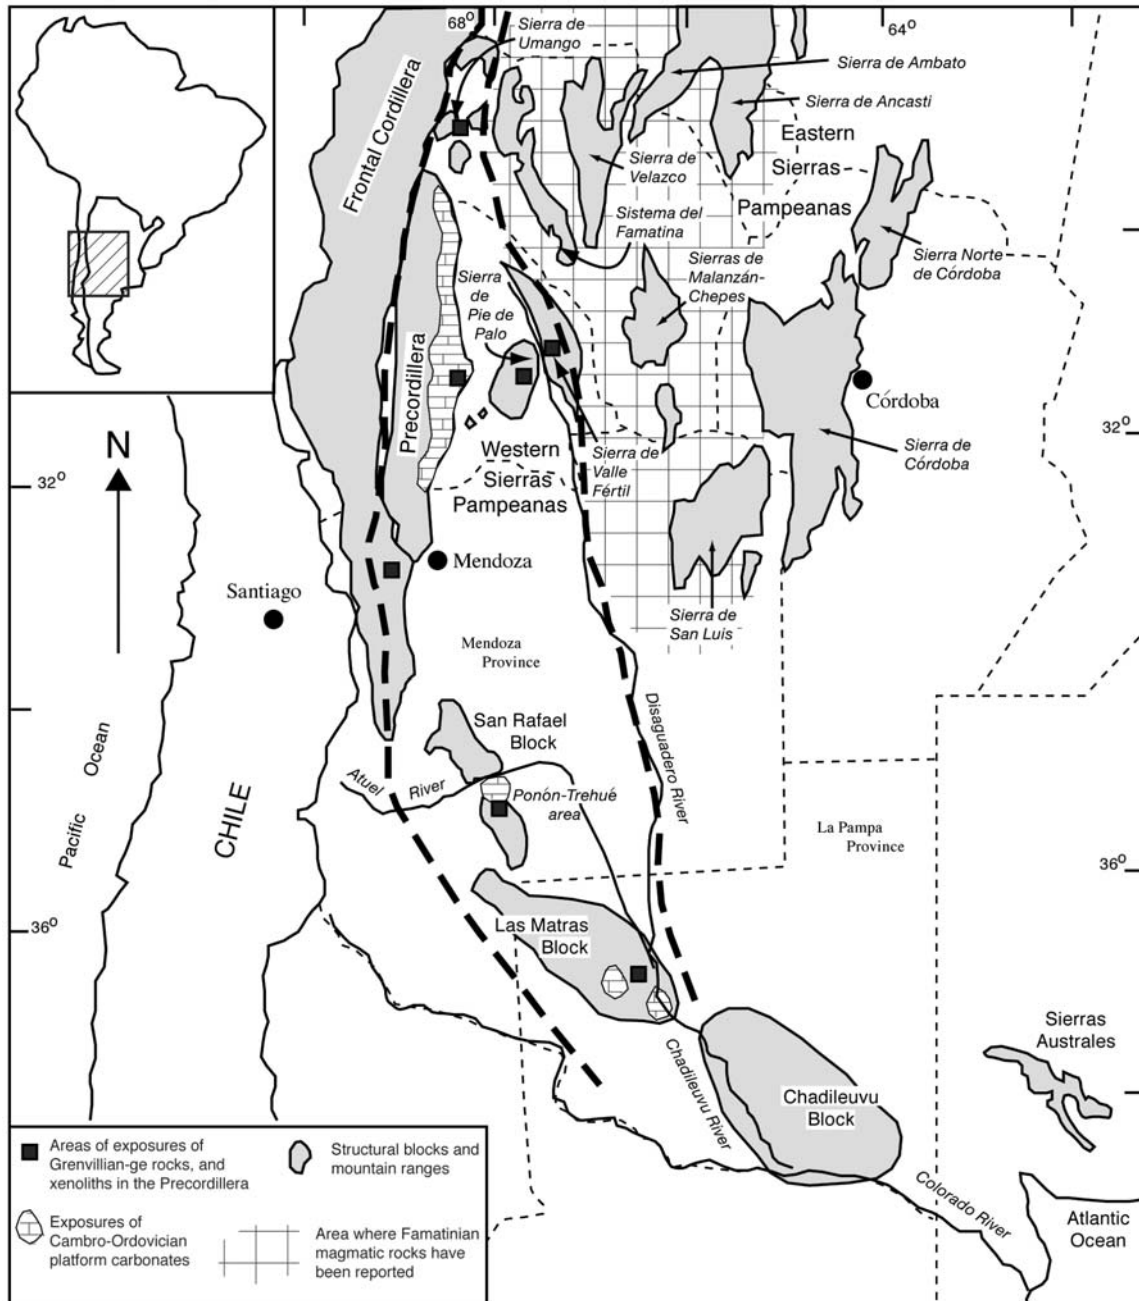 68°
64°
Sierra de
Umango
Sierra de Ambato
Sierra de Ancasti
Eastern
Sierras
Pampeanas
Frontal Cordillera
Sierra de
Velazco
Sistema del
Famatina
Sierras de
Malanzán-
Chepes
Sierra Norte
de Córdoba
Sierra
de
Pie de
Palo
Precordillera
Córdoba
N
32°
32°
Western
Sierras
Pampeanas
Sierra de
Valle
Fértil
Sierra de
Córdoba
Mendoza
Santiago
Sierra de
San Luis
Mendoza
Province
San Rafael
Block
Disaguadero River
Pacific Ocean
CHILE
Atuel River
Ponón-Trehué
area
La Pampa
Province
36°
36°
Las Matras
Block
Sierras
Australes
Chadileuvu River
Chadileuvu
Block
Colorado River
Atlantic
Ocean
Areas of exposures of
Grenvillian-ge rocks, and
xenoliths in the Precordillera
Structural blocks and
mountain ranges
Exposures of
Cambro-Ordovician
platform carbonates
Area where Famatinian
magmatic rocks have
been reported